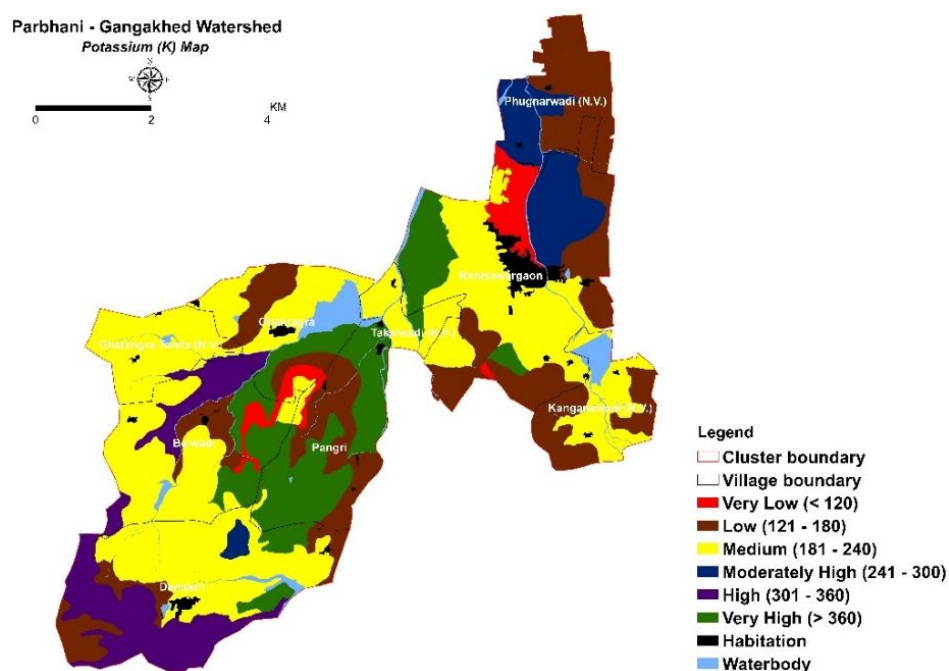 Parbhani - Gangakhed Watershed
Potassium (K) Map
N
W
E
S
KM
0 2 4
Phugnarwadi (N.V.)
Ranisawargaon
Takawadi (N.V.)
Pangri
Legend
Cluster boundary
Village boundary
Very Low (< 120)
Low (121 - 180)
Medium (181 - 240)
Moderately High (241 - 300)
High (301 - 360)
Very High (> 360)
Habitation
Waterbody